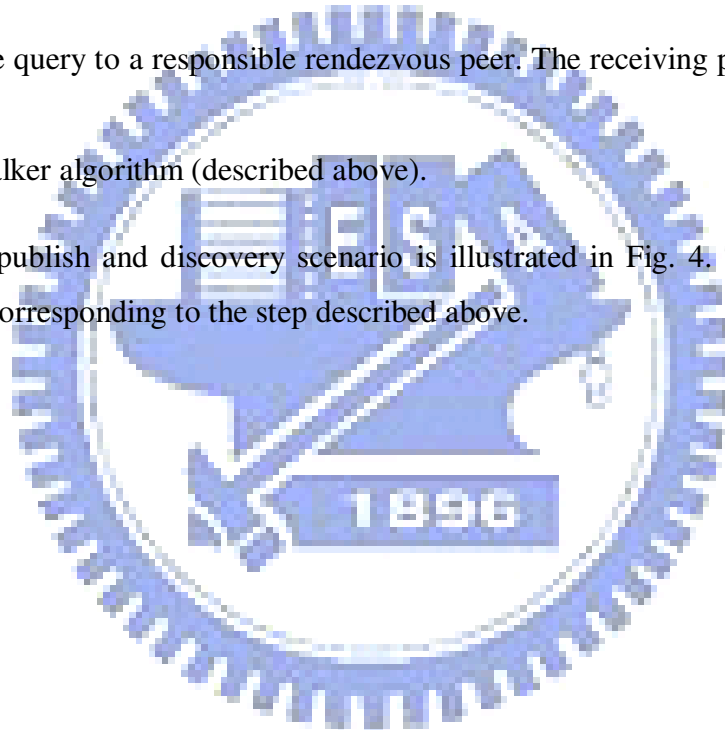 e query to a responsible rendezvous peer. The receiving p
alker algorithm (described above).
publish and discovery scenario is illustrated in Fig. 4.
orresponding to the step described above.
E S A
1896